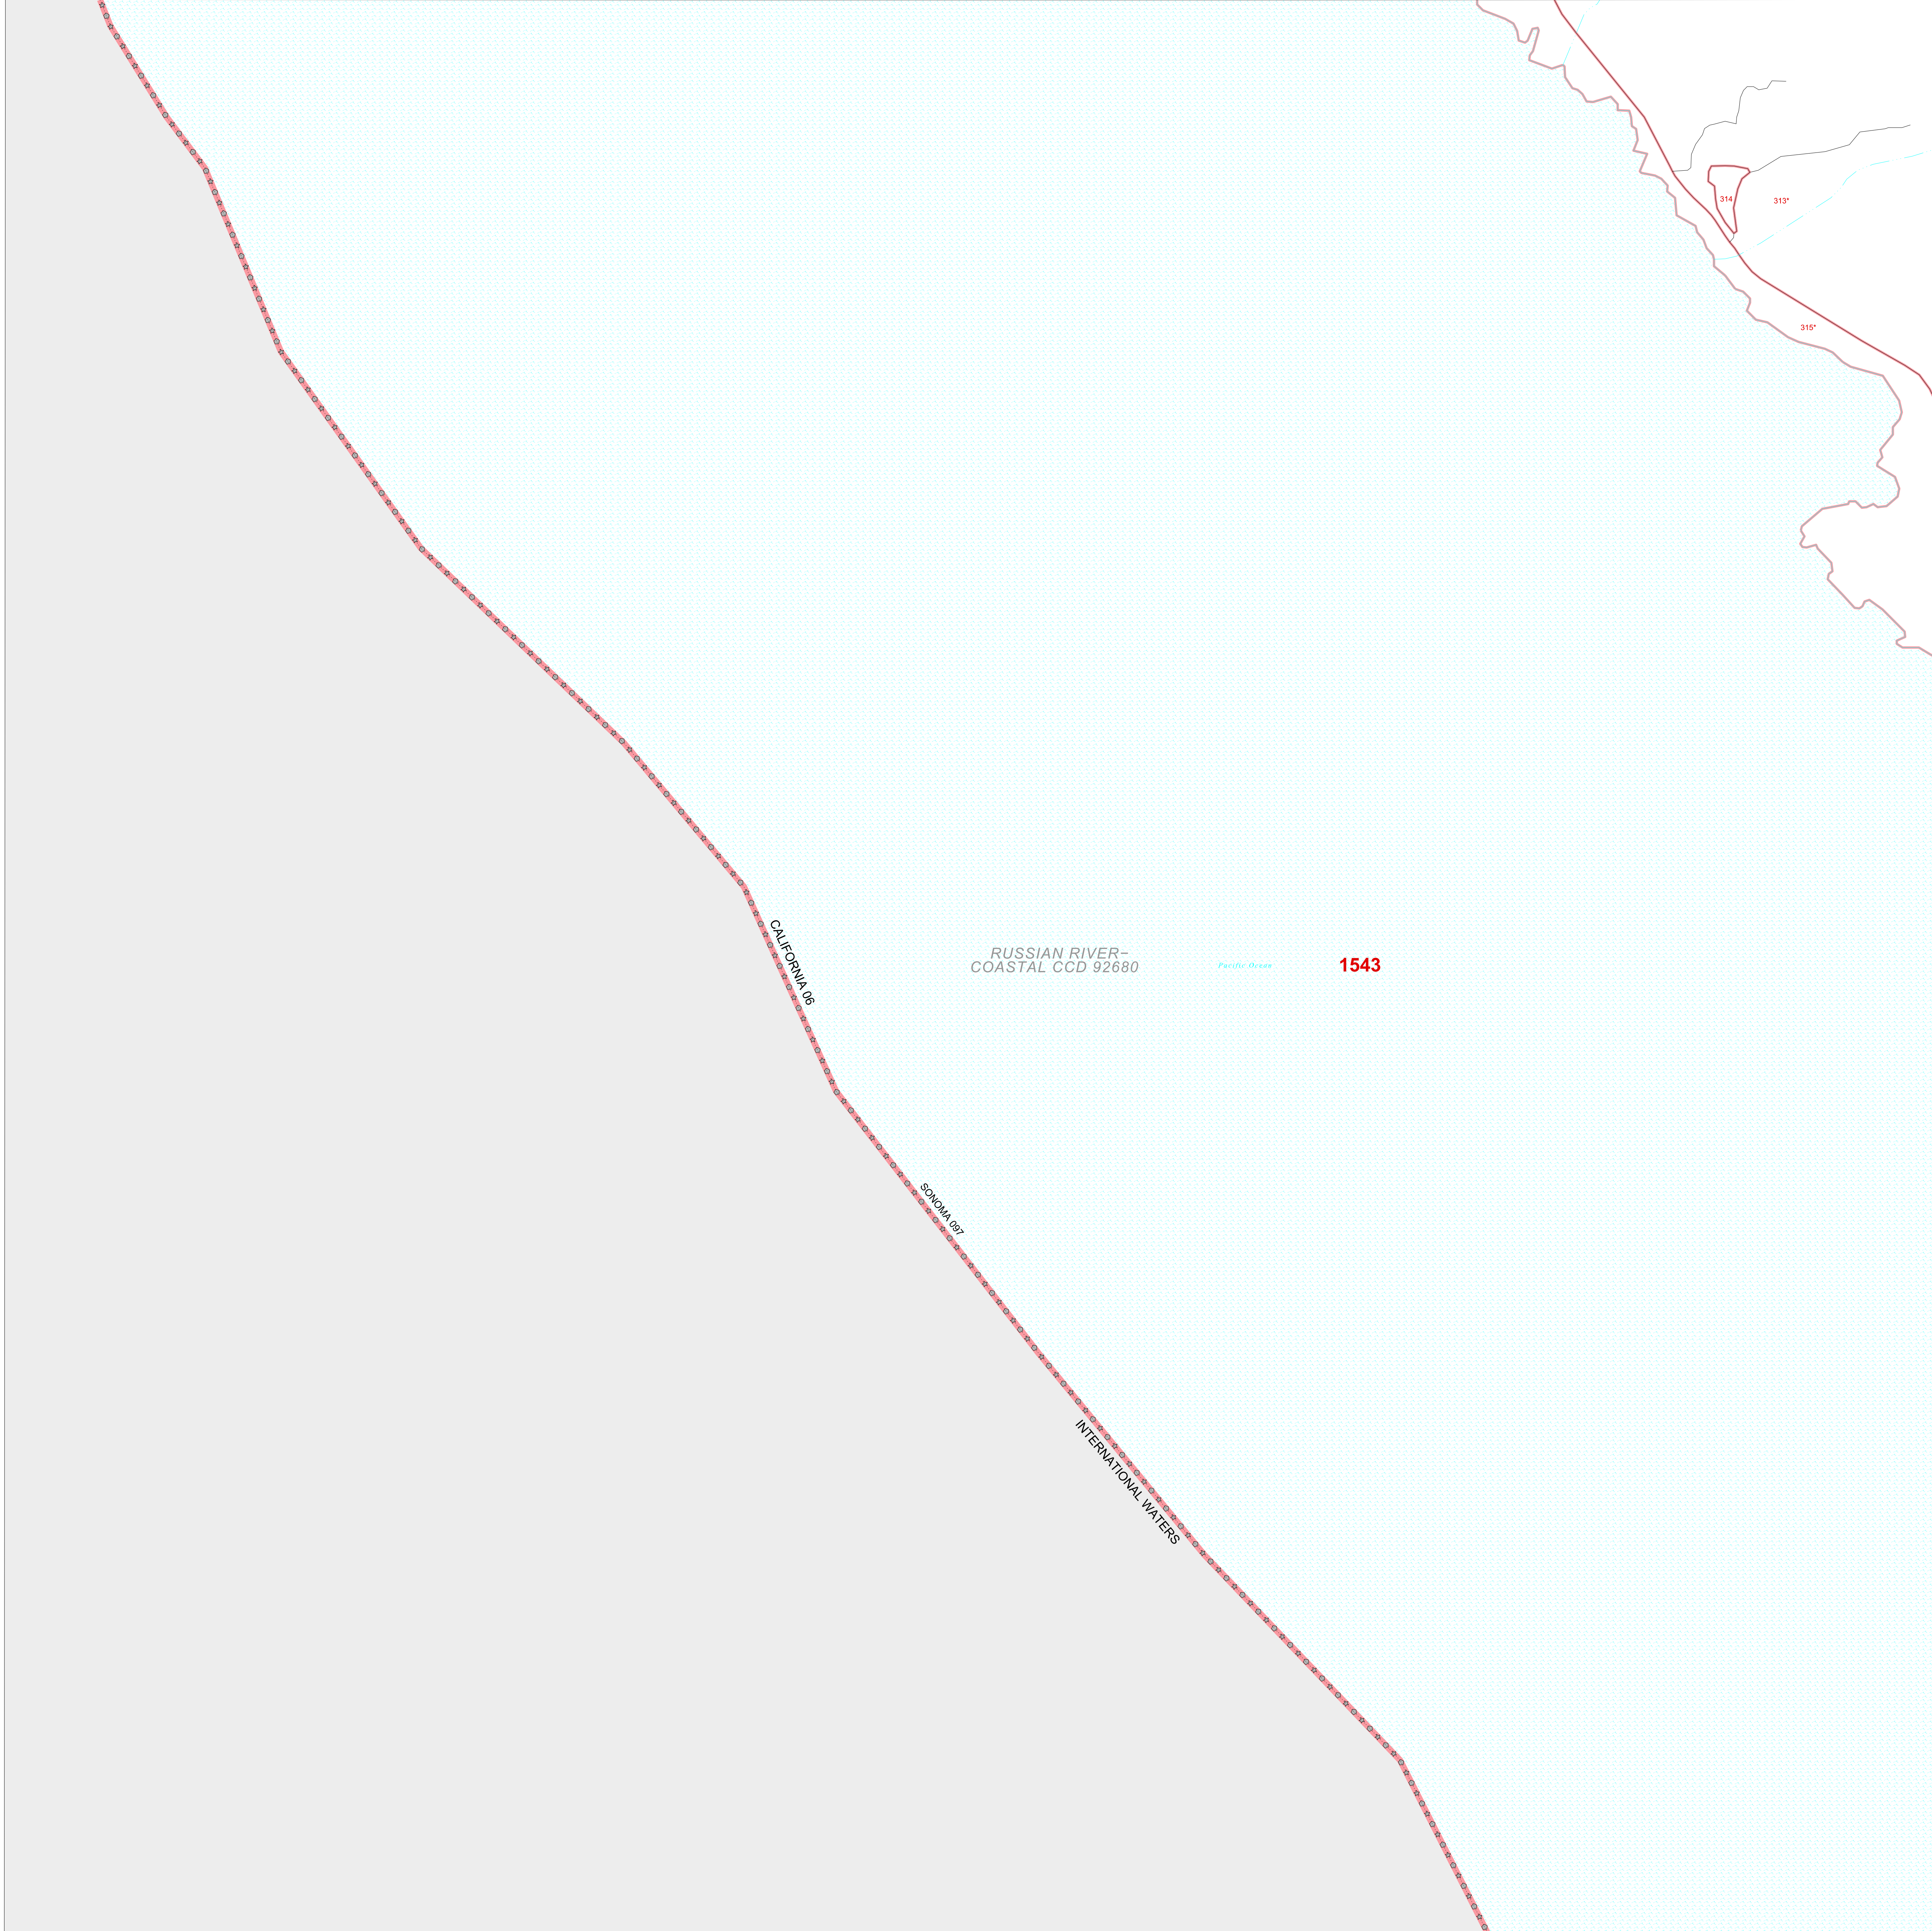 314
313*
315*
CALIFORNIA 06
RUSSIAN RIVER-
COASTAL CCD 92680
Pacific Ocean
1543
SONOMA 097
INTERNATIONAL WATERS